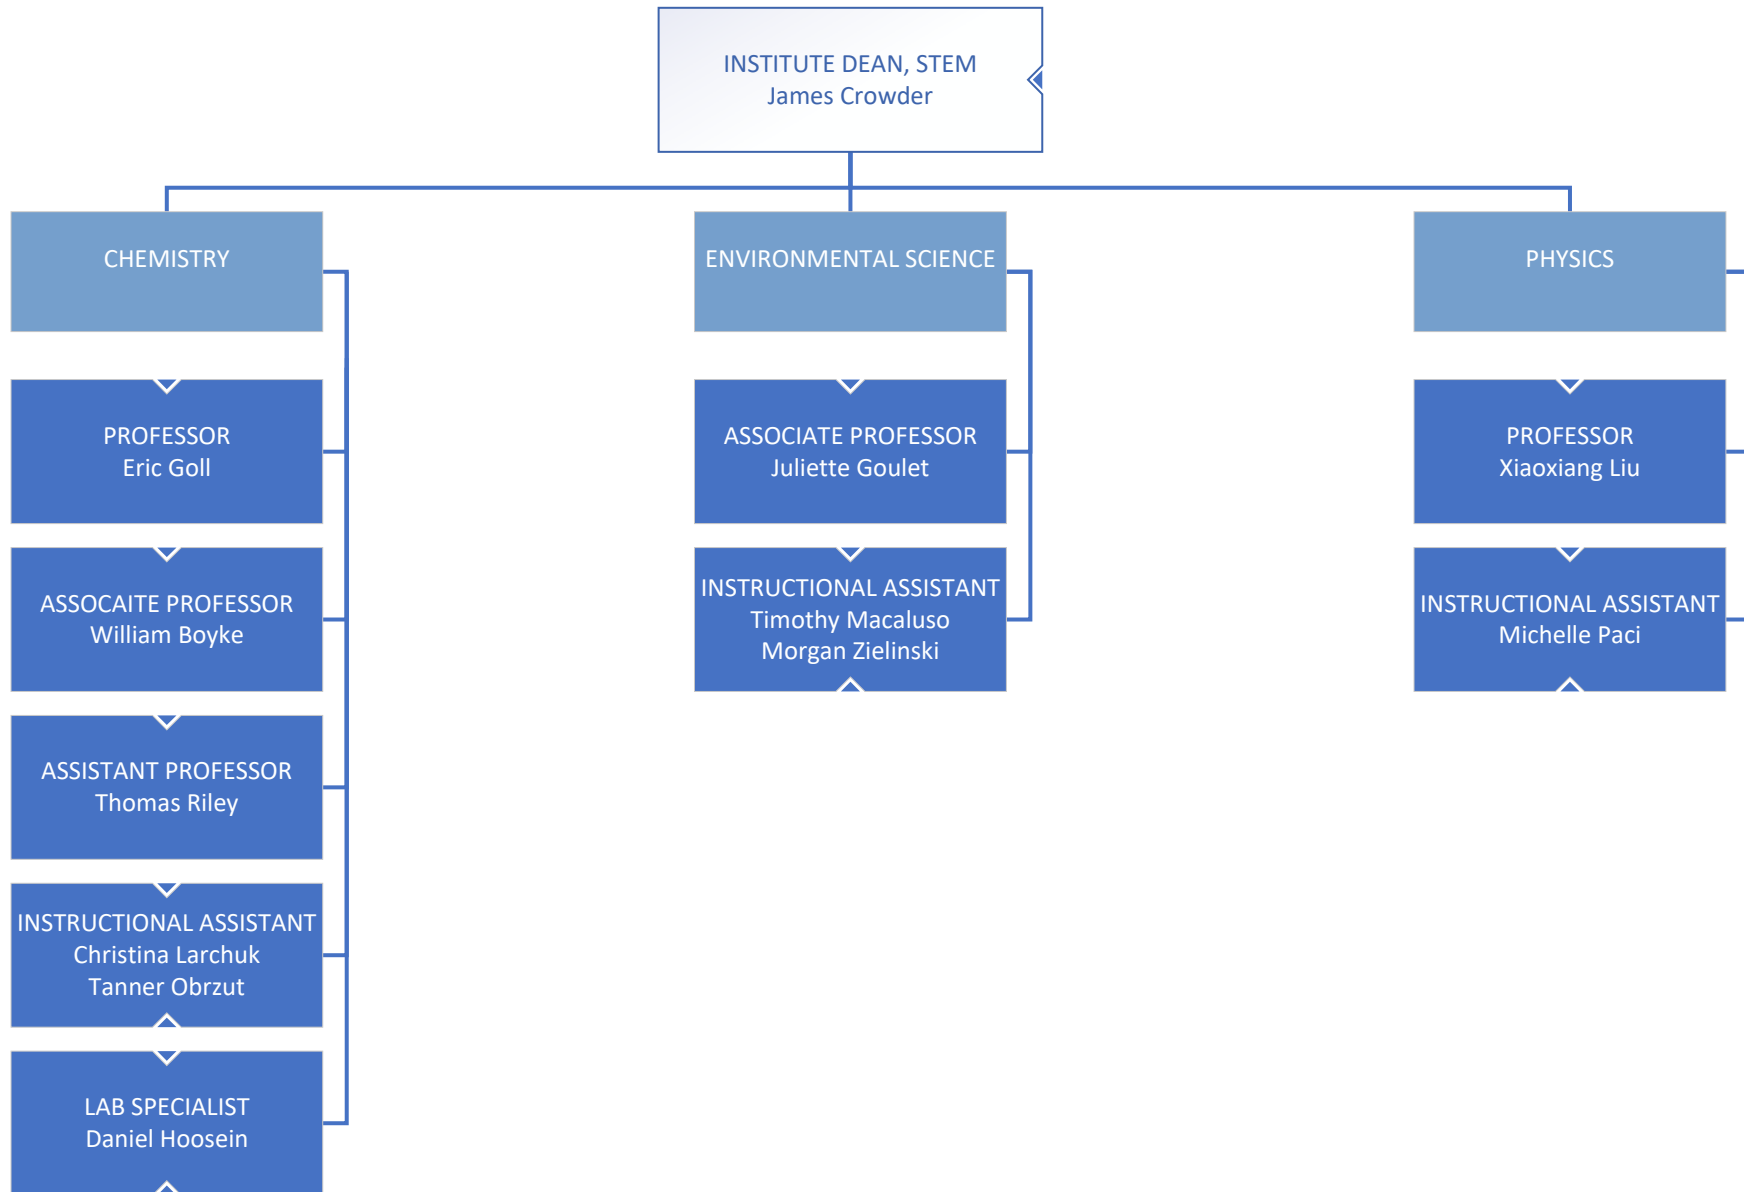 INSTITUTE DEAN, STEM
James Crowder
CHEMISTRY
PROFESSOR
Eric Goll
ASSOCAITE PROFESSOR
William Boyke
ASSISTANT PROFESSOR
Thomas Riley
INSTRUCTIONAL ASSISTANT
Christina Larchuk
Tanner Obrzut
LAB SPECIALIST
Daniel Hoosein
ENVIRONMENTAL SCIENCE
ASSOCIATE PROFESSOR
Juliette Goulet
INSTRUCTIONAL ASSISTANT
Timothy Macaluso
Morgan Zielinski
PHYSICS
PROFESSOR
Xiaoxiang Liu
INSTRUCTIONAL ASSISTANT
Michelle Paci